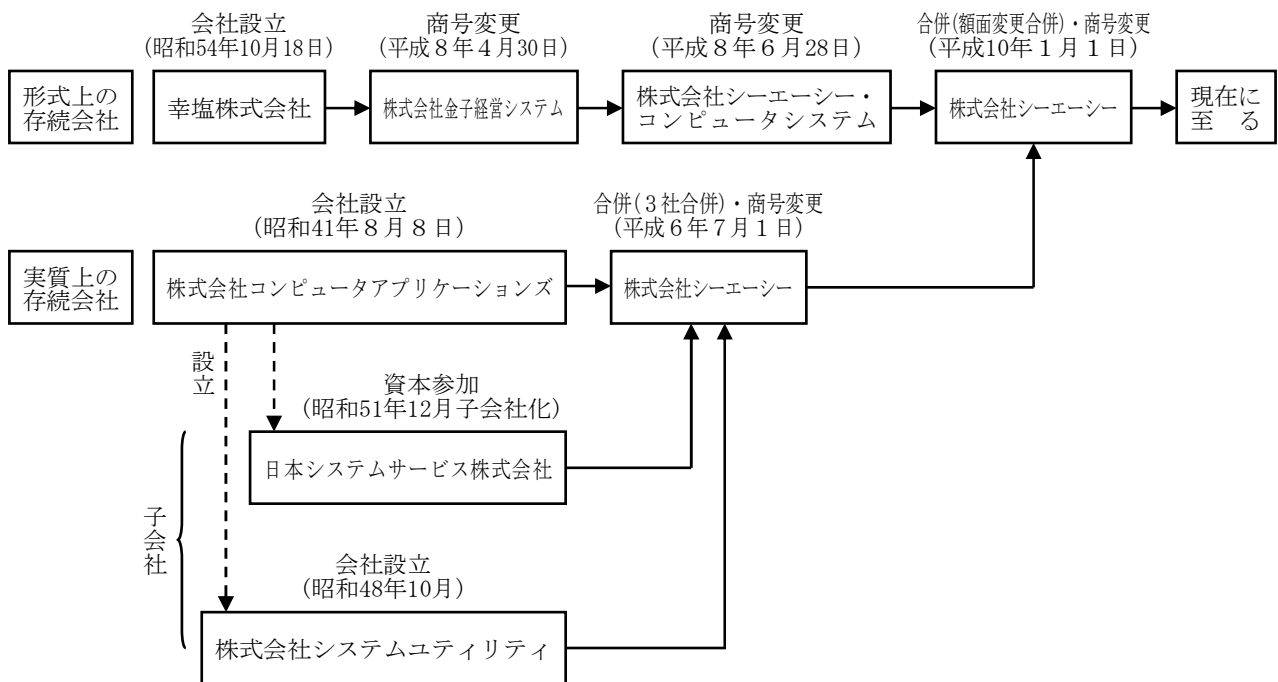 会社設立
（昭和54年10月18日）
商号変更
（平成８年４月30日）
商号変更
（平成８年６月28日）
合併(額面変更合併)・商号変更
（平成10年１月１日）
形式上の
存続会社
幸塩株式会社
株式会社金子経営システム
株式会社シーエーシー・
コンピュータシステム
株式会社シーエーシー
現在に
至　る
会社設立
（昭和41年８月８日）
合併(３社合併)・商号変更
（平成６年７月１日）
実質上の
存続会社
株式会社コンピュータアプリケーションズ
株式会社シーエーシー
設立
資本参加
（昭和51年12月子会社化）
日本システムサービス株式会社
子会社
会社設立
（昭和48年10月）
株式会社システムユティリティ